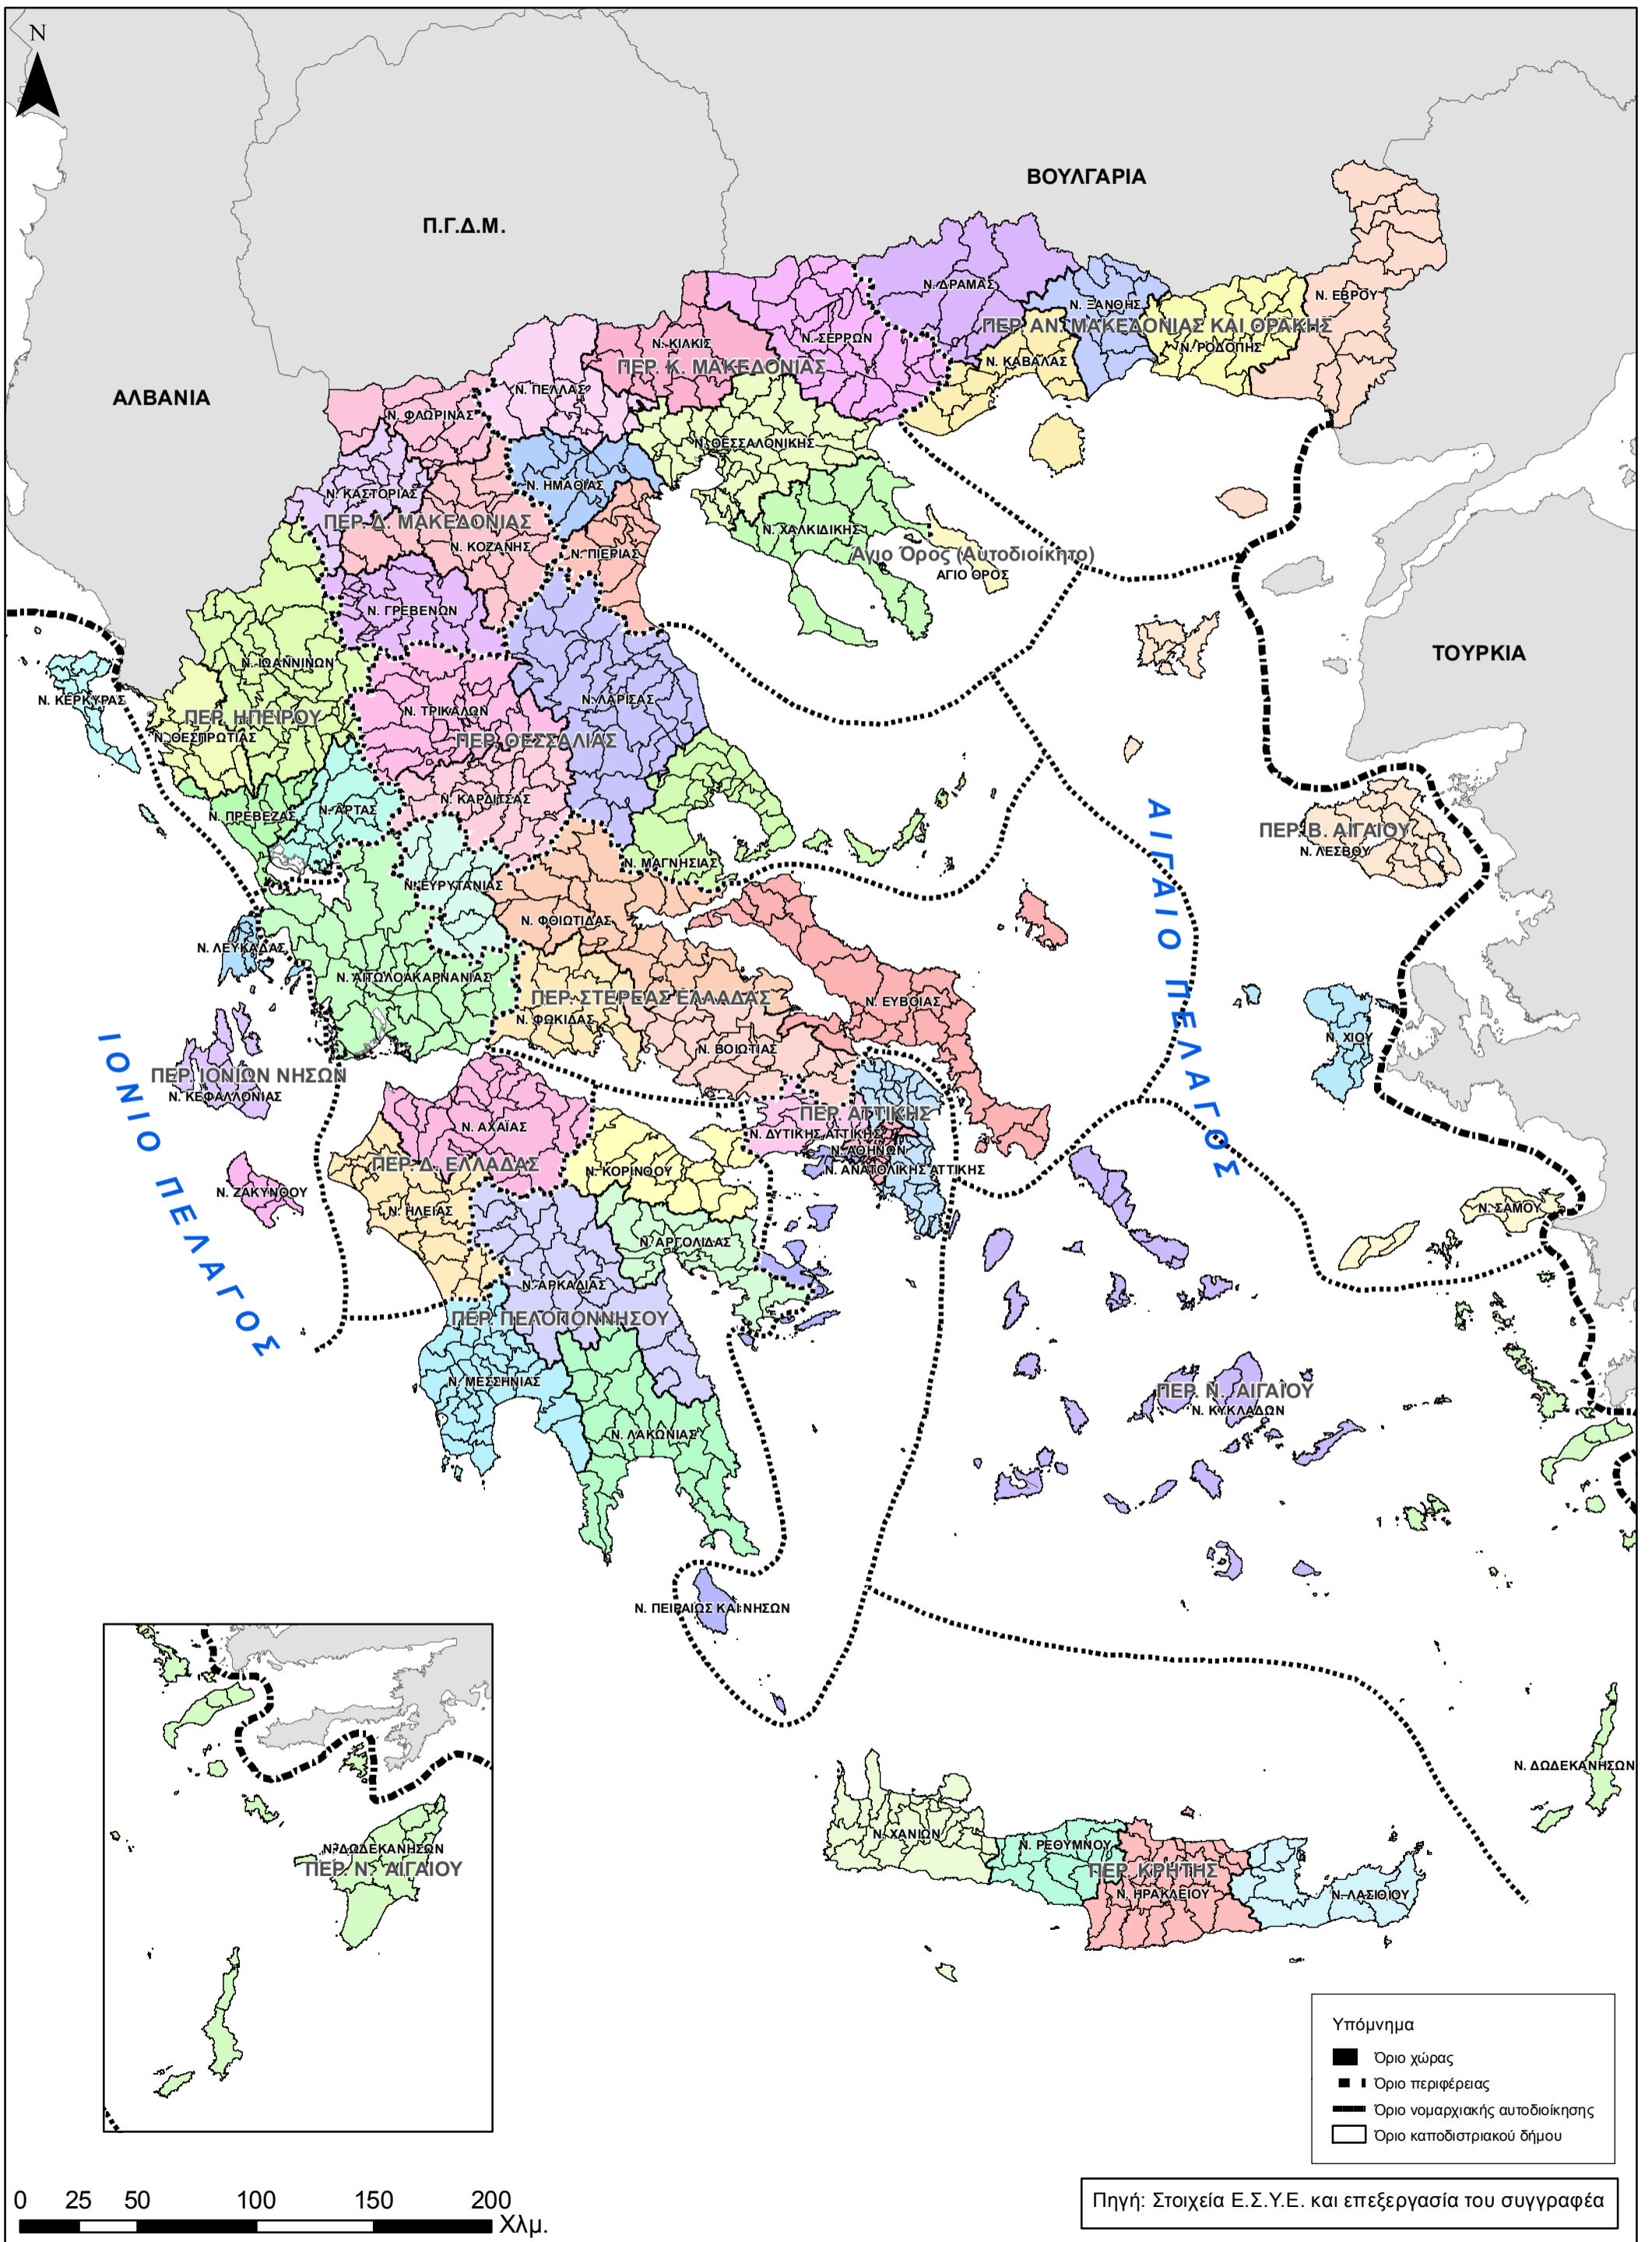 N
ΒΟΥΛΓΑΡΙΑ
Π.Γ.Δ.Μ.
ΑΛΒΑΝΙΑ
ΤΟΥΡΚΙΑ
Ν. ΔΡΑΜΑΣ
Ν. ΞΑΝΘΗΣ
Ν. ΕΒΡΟΥ
ΠΕΡ. ΑΝ. ΜΑΚΕΔΟΝΙΑΣ ΚΑΙ ΘΡΑΚΗΣ
Ν. ΡΟΔΟΠΗΣ
Ν. ΚΑΒΑΛΑΣ
Ν. ΣΕΡΡΩΝ
Ν. ΚΙΛΚΙΣ
ΠΕΡ. Κ. ΜΑΚΕΔΟΝΙΑΣ
Ν. ΠΕΛΛΑΣ
Ν. ΦΛΩΡΙΝΑΣ
Ν. ΘΕΣΣΑΛΟΝΙΚΗΣ
Ν. ΗΜΑΘΙΑΣ
Ν. ΚΑΣΤΟΡΙΑΣ
ΠΕΡ. Δ. ΜΑΚΕΔΟΝΙΑΣ
Ν. ΚΟΖΑΝΗΣ
Ν. ΠΙΕΡΙΑΣ
Ν. ΧΑΛΚΙΔΙΚΗΣ
Άγιο Όρος (Αυτοδιοίκητο)
ΑΓΙΟ ΟΡΟΣ
Ν. ΓΡΕΒΕΝΩΝ
Ν. ΙΩΑΝΝΙΝΩΝ
Ν. ΚΕΡΚΥΡΑΣ
ΠΕΡ. ΗΠΕΙΡΟΥ
Ν. ΘΕΣΠΡΩΤΙΑΣ
Ν. ΤΡΙΚΑΛΩΝ
Ν. ΛΑΡΙΣΑΣ
ΠΕΡ. ΘΕΣΣΑΛΙΑΣ
Ν. ΚΑΡΔΙΤΣΑΣ
Ν. ΠΡΕΒΕΖΑΣ
Ν. ΑΡΤΑΣ
Ν. ΜΑΓΝΗΣΙΑΣ
ΠΕΡ. Β. ΑΙΓΑΙΟΥ
Ν. ΛΕΣΒΟΥ
Ν. ΕΥΡΥΤΑΝΙΑΣ
Ν. ΦΘΙΩΤΙΔΑΣ
Ν. ΛΕΥΚΑΔΑΣ
Ν. ΑΙΤΩΛΟΑΚΑΡΝΑΝΙΑΣ
ΠΕΡ. ΣΤΕΡΕΑΣ ΕΛΛΑΔΑΣ
Ν. ΦΩΚΙΔΑΣ
Ν. ΕΥΒΟΙΑΣ
Ν. ΒΟΙΩΤΙΑΣ
Ν. ΧΙΟΥ
ΑΙΓΑΙΟ ΠΕΛΑΓΟΣ
ΙΟΝΙΟ ΠΕΛΑΓΟΣ
ΠΕΡ. ΙΟΝΙΩΝ ΝΗΣΩΝ
Ν. ΚΕΦΑΛΛΟΝΙΑΣ
Ν. ΑΧΑΪΑΣ
ΠΕΡ. ΑΤΤΙΚΗΣ
Ν. ΔΥΤΙΚΗΣ ΑΤΤΙΚΗΣ
Ν. ΑΘΗΝΩΝ
Ν. ΑΝΑΤΟΛΙΚΗΣ ΑΤΤΙΚΗΣ
ΠΕΡ. Δ. ΕΛΛΑΔΑΣ
Ν. ΚΟΡΙΝΘΟΥ
Ν. ΖΑΚΥΝΘΟΥ
Ν. ΗΛΕΙΑΣ
Ν. ΣΑΜΟΥ
Ν. ΑΡΓΟΛΙΔΑΣ
Ν. ΑΡΚΑΔΙΑΣ
ΠΕΡ. ΠΕΛΟΠΟΝΝΗΣΟΥ
Ν. ΜΕΣΣΗΝΙΑΣ
Ν. ΛΑΚΩΝΙΑΣ
ΠΕΡ. Ν. ΑΙΓΑΙΟΥ
Ν. ΚΥΚΛΑΔΩΝ
Ν. ΠΕΙΡΑΙΩΣ ΚΑΙ ΝΗΣΩΝ
Ν. ΔΩΔΕΚΑΝΗΣΩΝ
Ν. ΧΑΝΙΩΝ
Ν. ΡΕΘΥΜΝΟΥ
ΠΕΡ. ΚΡΗΤΗΣ
Ν. ΗΡΑΚΛΕΙΟΥ
Ν. ΛΑΣΙΘΙΟΥ
Ν. ΔΩΔΕΚΑΝΗΣΩΝ
ΠΕΡ. Ν. ΑΙΓΑΙΟΥ
Υπόμνημα
Όριο χώρας
Όριο περιφέρειας
Όριο νομαρχιακής αυτοδιοίκησης
Όριο καποδιστριακού δήμου
Πηγή: Στοιχεία Ε.Σ.Υ.Ε. και επεξεργασία του συγγραφέα
0 25 50 100 150 200
Χλμ.